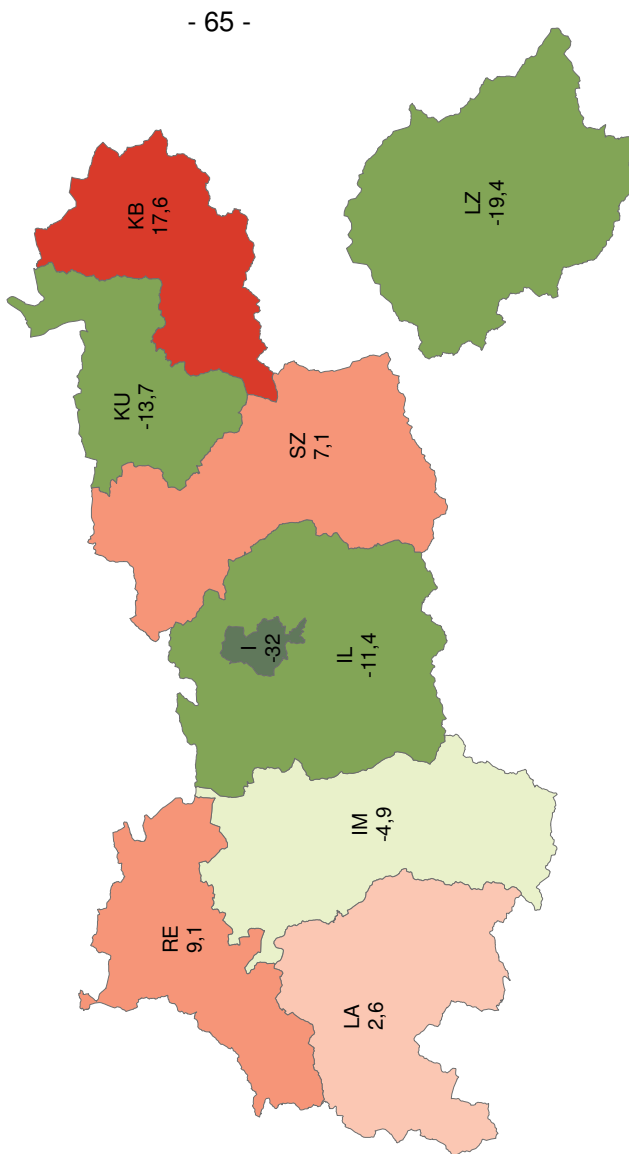 - 65 -
KB
17,6
LZ
-19,4
KU
-13,7
SZ
7,1
I
-32
IL
-11,4
IM
-4,9
RE
9,1
LA
2,6